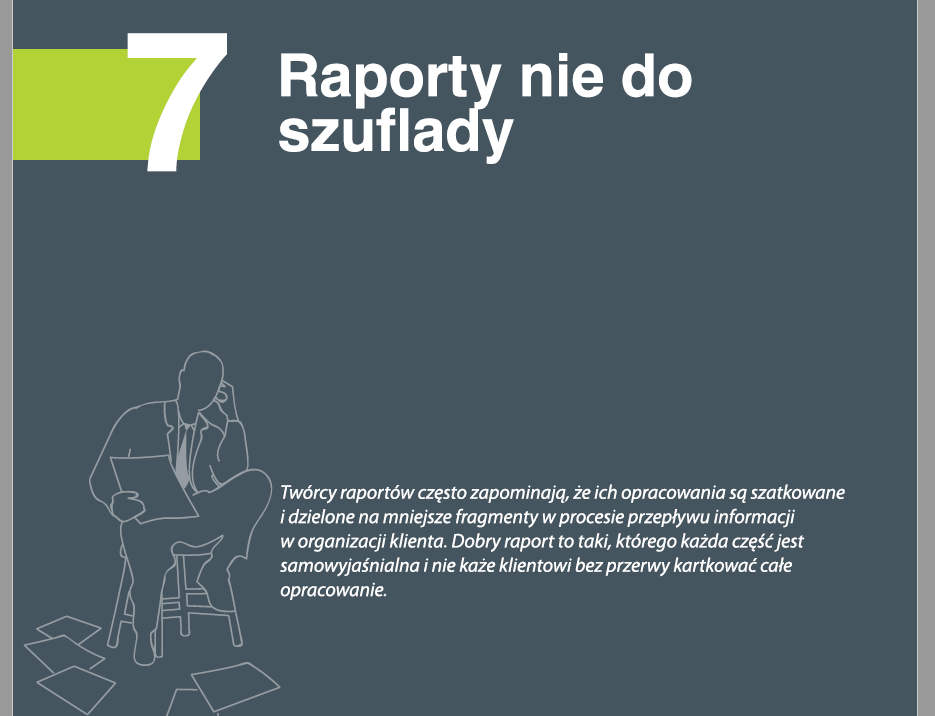 7
Raporty nie do
szuflady
Twórcy raportów często zapominają, że ich opracowania są szatkowane
i dzielone na mniejsze fragmenty w procesie przepływu informacji
w organizacji klienta. Dobry raport to taki, którego każda część jest
samowyjaśnialna i nie każe klientowi bez przerwy kartkować całe
opracowanie.